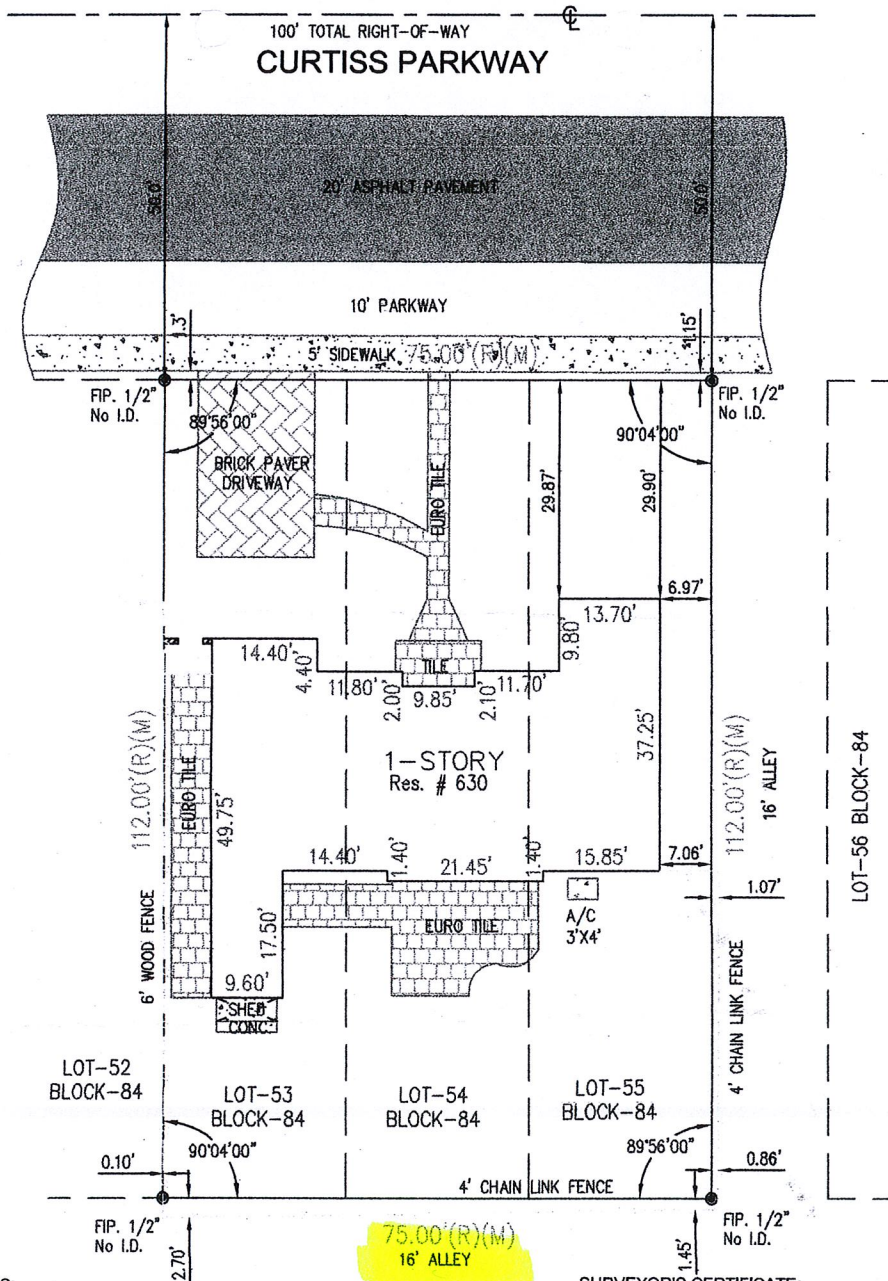 100' TOTAL RIGHT-OF-WAY
CURTISS PARKWAY
20' ASPHALT PAVEMENT
50.0'
50.0'
10' PARKWAY
5' SIDEWALK
75.00'(R)(M)
1.15'
FIP. 1/2"
No I.D.
FIP. 1/2"
No I.D.
89°56'00"
90°04'00"
BRICK PAVER
DRIVEWAY
EURO TILE
29.87'
29.90'
6.97'
13.70'
9.80'
14.40'
4.40'
11.80'
2.00'
TILE
9.85'
2.10'
11.70'
1-STORY
Res. # 630
37.25'
112.00'(R)(M)
EURO TILE
49.75'
112.00'(R)(M)
16' ALLEY
LOT-56 BLOCK-84
14.40'
1.40'
21.45'
1.40'
15.85'
7.06'
1.07'
17.50'
EURO TILE
A/C
3'X4'
6' WOOD FENCE
9.60'
SHED
CONC.
4' CHAIN LINK FENCE
LOT-52
BLOCK-84
LOT-53
BLOCK-84
LOT-54
BLOCK-84
LOT-55
BLOCK-84
90°04'00"
89°56'00"
0.10'
0.86'
4' CHAIN LINK FENCE
FIP. 1/2"
No I.D.
2.70'
75.00'(R)(M)
16' ALLEY
1.45'
FIP. 1/2"
No I.D.